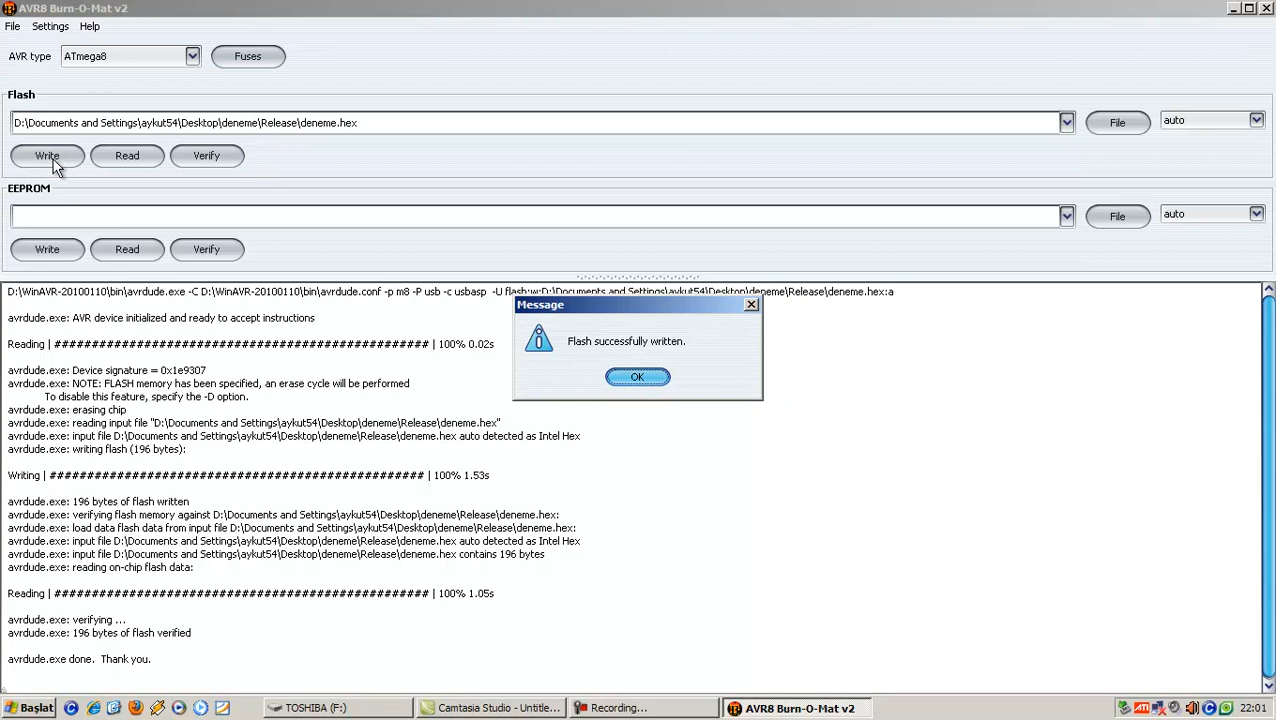 AVR8 Burn-O-Mat v2
File Settings Help
AVR type ATmega8 Fuses
Flash
D:\Documents and Settings\aykut54\Desktop\deneme\Release\deneme.hex File auto
Write Read Verify
EEPROM
File auto
Write Read Verify
D:\WinAVR-20100110\bin\avrdude.exe -C D:\WinAVR-20100110\bin\avrdude.conf -p m8 -P usb -c usbasp -U flash:w:D:\Documents and Settings\aykut54\Desktop\deneme\Release\deneme.hex:a
Message
Flash successfully written.
OK
avrdude.exe: AVR device initialized and ready to accept instructions
Reading | ################################################## | 100% 0.02s
avrdude.exe: Device signature = 0x1e9307
avrdude.exe: NOTE: FLASH memory has been specified, an erase cycle will be performed
To disable this feature, specify the -D option.
avrdude.exe: erasing chip
avrdude.exe: reading input file "D:\Documents and Settings\aykut54\Desktop\deneme\Release\deneme.hex"
avrdude.exe: input file D:\Documents and Settings\aykut54\Desktop\deneme\Release\deneme.hex auto detected as Intel Hex
avrdude.exe: writing flash (196 bytes):
Writing | ################################################## | 100% 1.53s
avrdude.exe: 196 bytes of flash written
avrdude.exe: verifying flash memory against D:\Documents and Settings\aykut54\Desktop\deneme\Release\deneme.hex:
avrdude.exe: load data flash data from input file D:\Documents and Settings\aykut54\Desktop\deneme\Release\deneme.hex:
avrdude.exe: input file D:\Documents and Settings\aykut54\Desktop\deneme\Release\deneme.hex auto detected as Intel Hex
avrdude.exe: input file D:\Documents and Settings\aykut54\Desktop\deneme\Release\deneme.hex contains 196 bytes
avrdude.exe: reading on-chip flash data:
Reading | ################################################## | 100% 1.05s
avrdude.exe: verifying ...
avrdude.exe: 196 bytes of flash verified
avrdude.exe done.  Thank you.
Başlat TOSHIBA (F:) Camtasia Studio - Untitle... Recording... AVR8 Burn-O-Mat v2 ATI 22:01